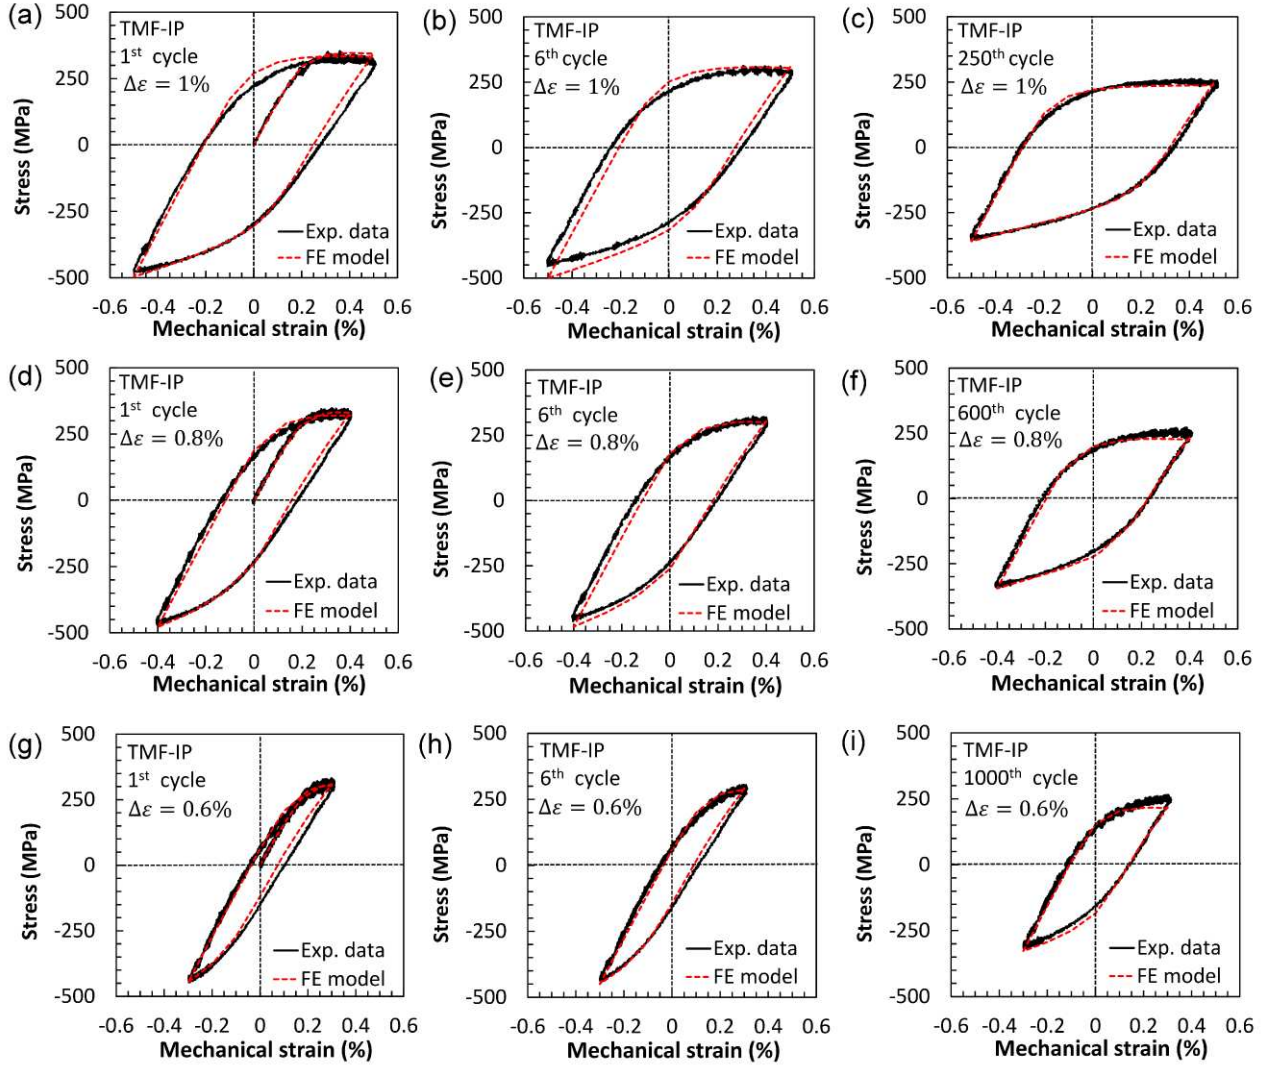 (a)
500
250
0
-250
-500
Stress (MPa)
TMF-IP
1st cycle
Δε = 1%
Exp. data
FE model
-0.6 -0.4 -0.2 0 0.2 0.4 0.6
Mechanical strain (%)
(b)
500
250
0
-250
-500
Stress (MPa)
TMF-IP
6th cycle
Δε = 1%
Exp. data
FE model
-0.6 -0.4 -0.2 0 0.2 0.4 0.6
Mechanical strain (%)
(c)
500
250
0
-250
-500
Stress (MPa)
TMF-IP
250th cycle
Δε = 1%
Exp. data
FE model
-0.6 -0.4 -0.2 0 0.2 0.4 0.6
Mechanical strain (%)
(d)
500
250
0
-250
-500
Stress (MPa)
TMF-IP
1st cycle
Δε = 0.8%
Exp. data
FE model
-0.6 -0.4 -0.2 0 0.2 0.4 0.6
Mechanical strain (%)
(e)
500
250
0
-250
-500
Stress (MPa)
TMF-IP
6th cycle
Δε = 0.8%
Exp. data
FE model
-0.6 -0.4 -0.2 0 0.2 0.4 0.6
Mechanical strain (%)
(f)
500
250
0
-250
-500
Stress (MPa)
TMF-IP
600th cycle
Δε = 0.8%
Exp. data
FE model
-0.6 -0.4 -0.2 0 0.2 0.4 0.6
Mechanical strain (%)
(g)
500
250
0
-250
-500
Stress (MPa)
TMF-IP
1st cycle
Δε = 0.6%
Exp. data
FE model
-0.6 -0.4 -0.2 0 0.2 0.4 0.6
Mechanical strain (%)
(h)
500
250
0
-250
-500
Stress (MPa)
TMF-IP
6th cycle
Δε = 0.6%
Exp. data
FE model
-0.6 -0.4 -0.2 0 0.2 0.4 0.6
Mechanical strain (%)
(i)
500
250
0
-250
-500
Stress (MPa)
TMF-IP
1000th cycle
Δε = 0.6%
Exp. data
FE model
-0.6 -0.4 -0.2 0 0.2 0.4 0.6
Mechanical strain (%)